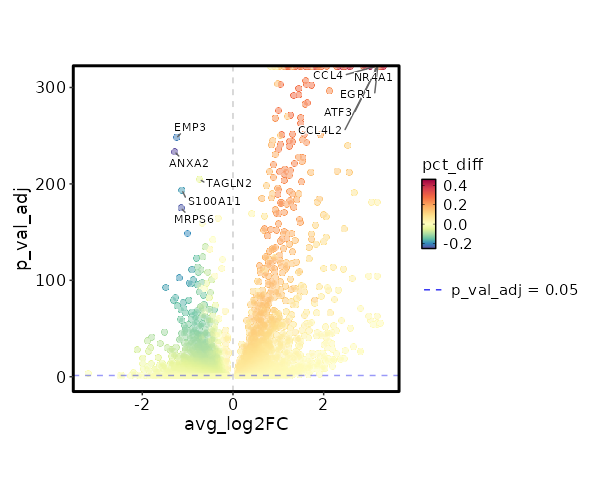 CCL4
NR4A1
EGR1
ATF3
CCL4L2
EMP3
ANXA2
TAGLN2
S100A11
MRPS6
300
200
100
0
-2
0
2
avg_log2FC
p_val_adj
pct_diff
0.4
0.2
0.0
-0.2
p_val_adj = 0.05